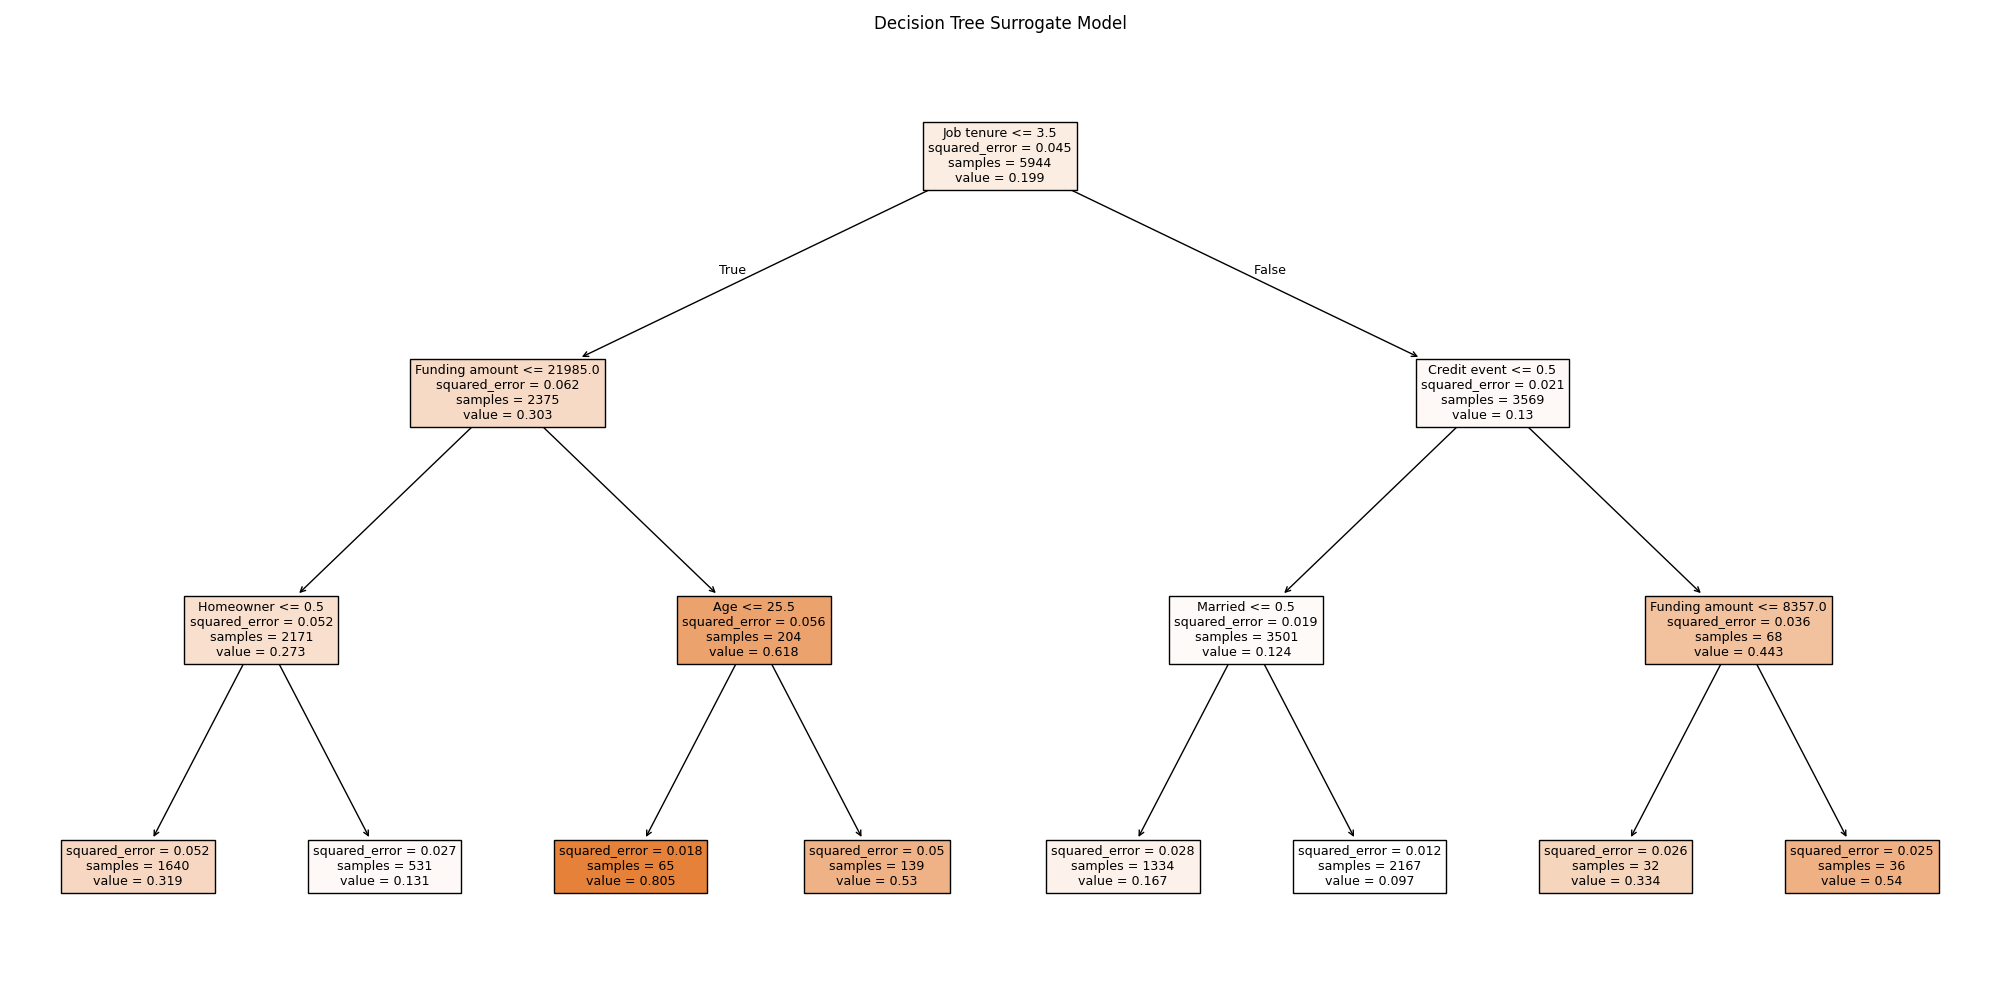 Decision Tree Surrogate Model
Job tenure <= 3.5
squared_error = 0.045
samples = 5944
value = 0.199
True
False
Funding amount <= 21985.0
squared_error = 0.062
samples = 2375
value = 0.303
Credit event <= 0.5
squared_error = 0.021
samples = 3569
value = 0.13
Homeowner <= 0.5
squared_error = 0.052
samples = 2171
value = 0.273
Age <= 25.5
squared_error = 0.056
samples = 204
value = 0.618
Married <= 0.5
squared_error = 0.019
samples = 3501
value = 0.124
Funding amount <= 8357.0
squared_error = 0.036
samples = 68
value = 0.443
squared_error = 0.052
samples = 1640
value = 0.319
squared_error = 0.027
samples = 531
value = 0.131
squared_error = 0.018
samples = 65
value = 0.805
squared_error = 0.05
samples = 139
value = 0.53
squared_error = 0.028
samples = 1334
value = 0.167
squared_error = 0.012
samples = 2167
value = 0.097
squared_error = 0.026
samples = 32
value = 0.334
squared_error = 0.025
samples = 36
value = 0.54